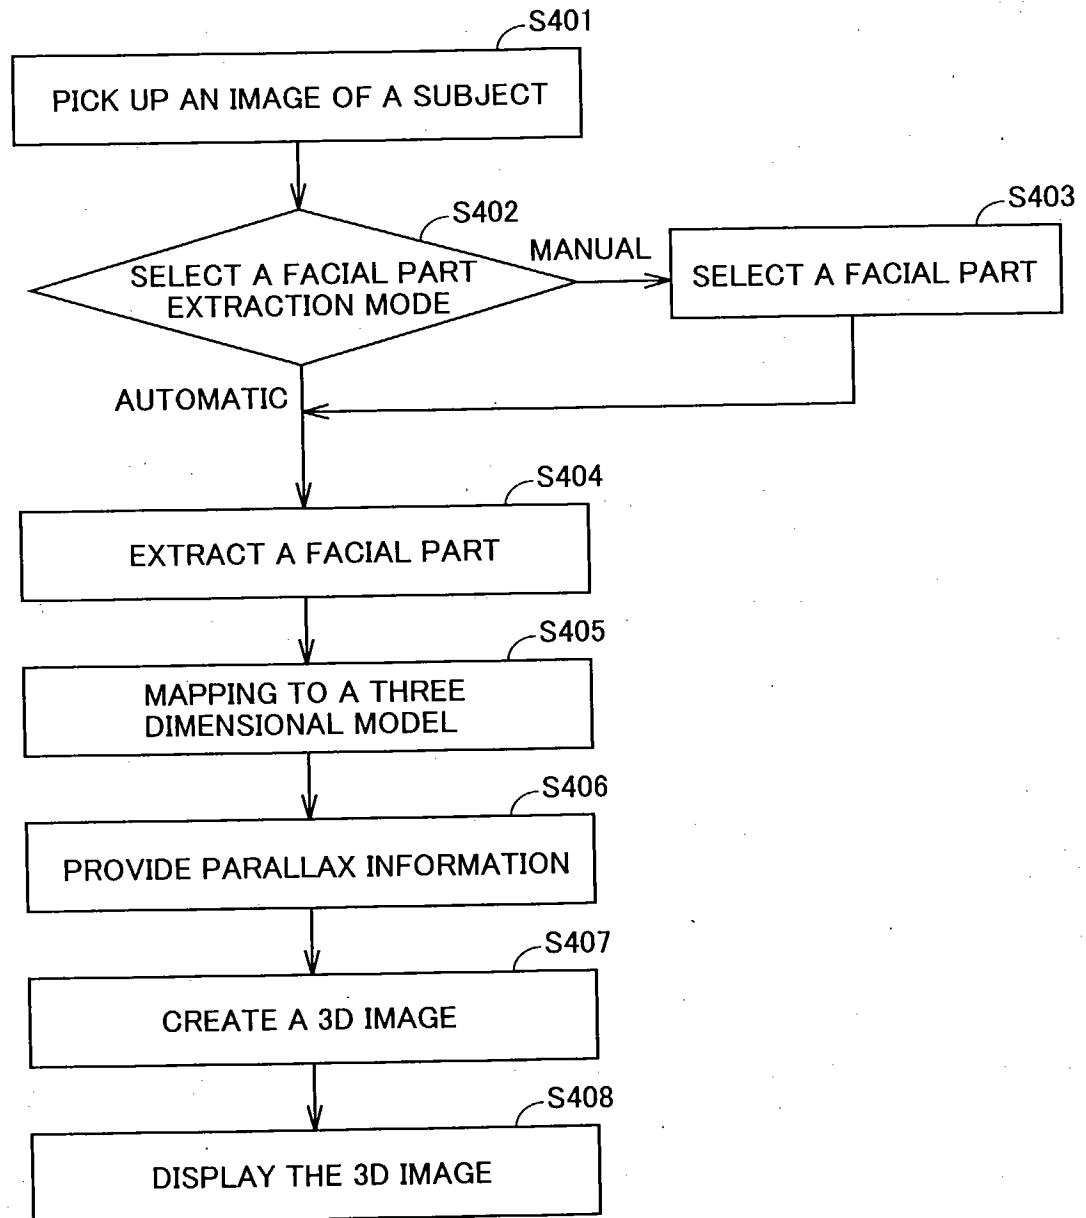 S401
PICK UP AN IMAGE OF A SUBJECT
S402
SELECT A FACIAL PART
EXTRACTION MODE
MANUAL
S403
SELECT A FACIAL PART
AUTOMATIC
S404
EXTRACT A FACIAL PART
S405
MAPPING TO A THREE
DIMENSIONAL MODEL
S406
PROVIDE PARALLAX INFORMATION
S407
CREATE A 3D IMAGE
S408
DISPLAY THE 3D IMAGE